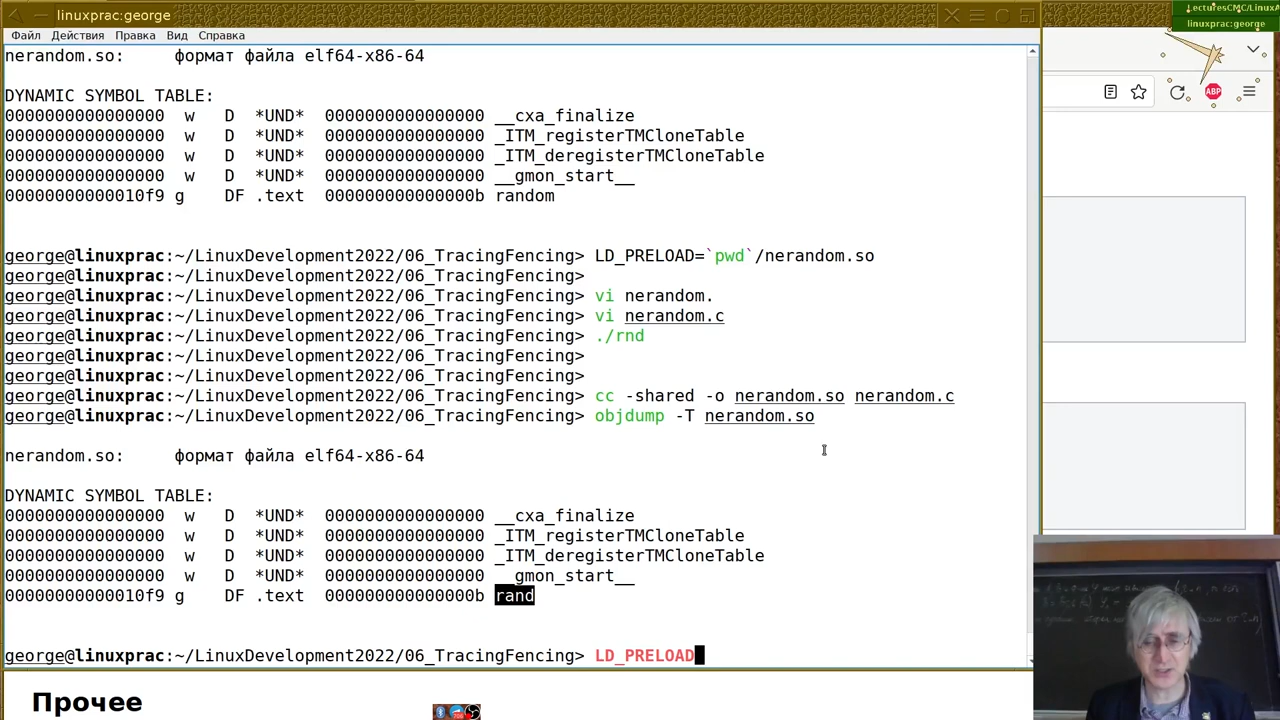 linuxprac:george
Файл Действия Правка Вид Справка
nerandom.so:     формат файла elf64-x86-64
DYNAMIC SYMBOL TABLE:
0000000000000000  w   D  *UND*  0000000000000000 __cxa_finalize
0000000000000000  w   D  *UND*  0000000000000000 _ITM_registerTMCloneTable
0000000000000000  w   D  *UND*  0000000000000000 _ITM_deregisterTMCloneTable
0000000000000000  w   D  *UND*  0000000000000000 __gmon_start__
00000000000010f9 g    DF .text  000000000000000b random
george@linuxprac:~/LinuxDevelopment2022/06_TracingFencing> LD_PRELOAD=`pwd`/nerandom.so
george@linuxprac:~/LinuxDevelopment2022/06_TracingFencing>
george@linuxprac:~/LinuxDevelopment2022/06_TracingFencing> vi nerandom.
george@linuxprac:~/LinuxDevelopment2022/06_TracingFencing> vi nerandom.c
george@linuxprac:~/LinuxDevelopment2022/06_TracingFencing> ./rnd
george@linuxprac:~/LinuxDevelopment2022/06_TracingFencing>
george@linuxprac:~/LinuxDevelopment2022/06_TracingFencing>
george@linuxprac:~/LinuxDevelopment2022/06_TracingFencing> cc -shared -o nerandom.so nerandom.c
george@linuxprac:~/LinuxDevelopment2022/06_TracingFencing> objdump -T nerandom.so
nerandom.so:     формат файла elf64-x86-64
DYNAMIC SYMBOL TABLE:
0000000000000000  w   D  *UND*  0000000000000000 __cxa_finalize
0000000000000000  w   D  *UND*  0000000000000000 _ITM_registerTMCloneTable
0000000000000000  w   D  *UND*  0000000000000000 _ITM_deregisterTMCloneTable
0000000000000000  w   D  *UND*  0000000000000000 __gmon_start__
00000000000010f9 g    DF .text  000000000000000b rand
george@linuxprac:~/LinuxDevelopment2022/06_TracingFencing> LD_PRELOAD
Прочее
LecturesCMC/LinuxA
linuxprac:george
ABP